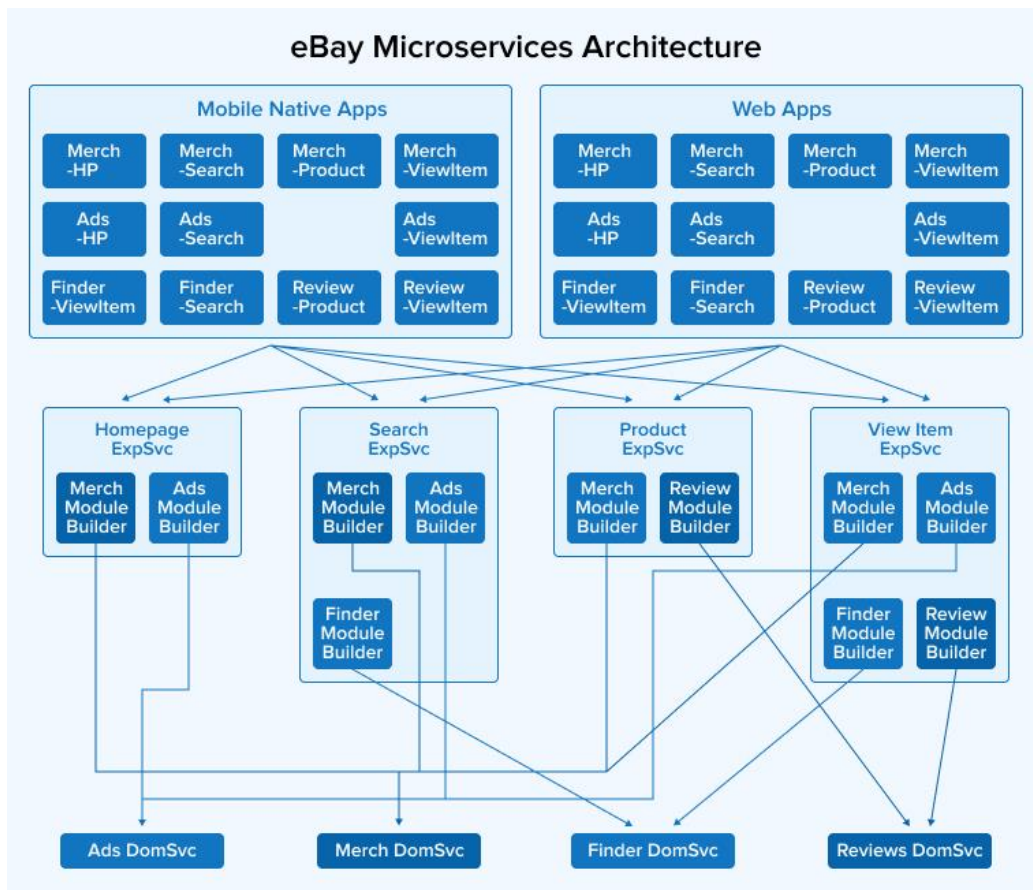 eBay Microservices Architecture
Mobile Native Apps
Merch
-HP
Merch
-Search
Merch
-Product
Merch
-ViewItem
Ads
-HP
Ads
-Search
Ads
-ViewItem
Finder
-ViewItem
Finder
-Search
Review
-Product
Review
-ViewItem
Web Apps
Merch
-HP
Merch
-Search
Merch
-Product
Merch
-ViewItem
Ads
-HP
Ads
-Search
Ads
-ViewItem
Finder
-ViewItem
Finder
-Search
Review
-Product
Review
-ViewItem
Homepage
ExpSvc
Merch
Module
Builder
Ads
Module
Builder
Search
ExpSvc
Merch
Module
Builder
Ads
Module
Builder
Finder
Module
Builder
Product
ExpSvc
Merch
Module
Builder
Review
Module
Builder
View Item
ExpSvc
Merch
Module
Builder
Ads
Module
Builder
Finder
Module
Builder
Review
Module
Builder
Ads DomSvc
Merch DomSvc
Finder DomSvc
Reviews DomSvc